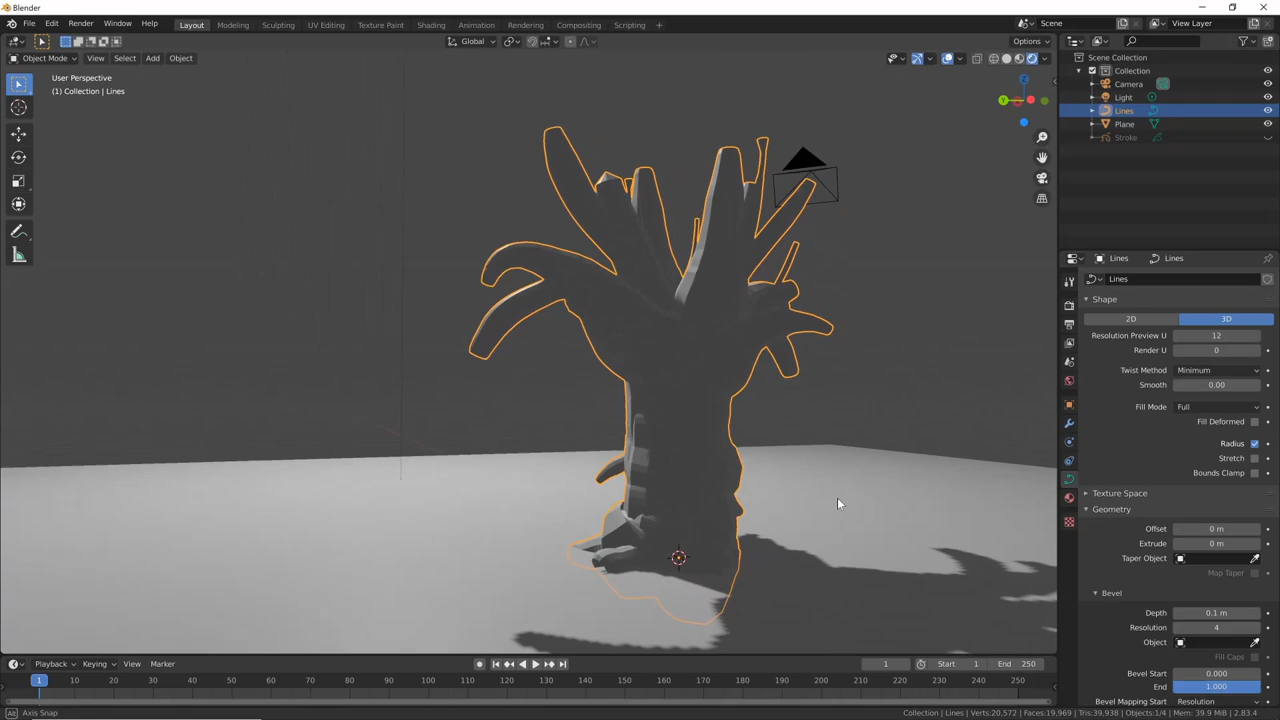 Blender
File Edit Render Window Help Layout Modeling Sculpting UV Editing Texture Paint Shading Animation Rendering Compositing Scripting + Scene View Layer
Global Options
Object Mode View Select Add Object
User Perspective
(1) Collection | Lines
Y
Z
Scene Collection
Collection
Camera
Light
Lines
Plane
Stroke
Lines Lines
Lines
Shape
2D 3D
Resolution Preview U 12
Render U 0
Twist Method Minimum
Smooth 0.00
Fill Mode Full
Fill Deformed
Radius
Stretch
Bounds Clamp
Texture Space
Geometry
Offset 0 m
Extrude 0 m
Taper Object
Map Taper
Bevel
Depth 0.1 m
Resolution 4
Object
Fill Caps
Bevel Start 0.000
End 1.000
Bevel Mapping Start Resolution
Playback Keying View Marker 1 Start 1 End 250
1 10 20 30 40 50 60 70 80 90 100 110 120 130 140 150 160 170 180 190 200 210 220 230 240 250
Axis Snap Collection | Lines | Verts:20,572 | Faces:19,969 | Tris:39,938 | Objects:1/4 | Mem: 39.9 MiB | 2.83.4